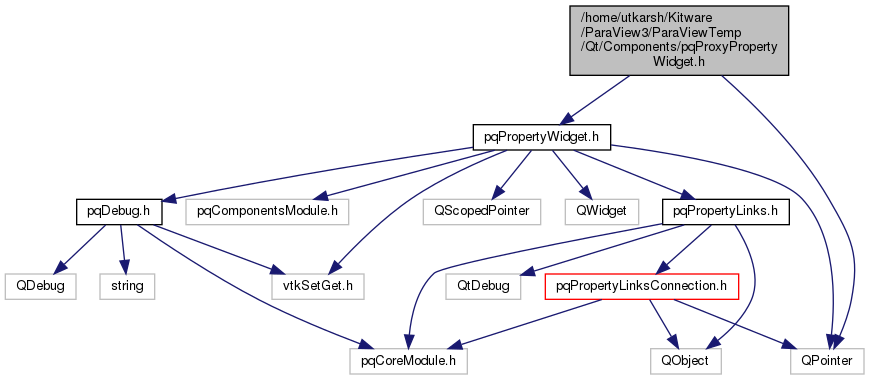 /home/utkarsh/Kitware
/ParaView3/ParaViewTemp
/Qt/Components/pqProxyProperty
Widget.h
pqPropertyWidget.h
pqDebug.h
pqComponentsModule.h
QScopedPointer
QWidget
pqPropertyLinks.h
QDebug
string
vtkSetGet.h
QtDebug
pqPropertyLinksConnection.h
pqCoreModule.h
QObject
QPointer